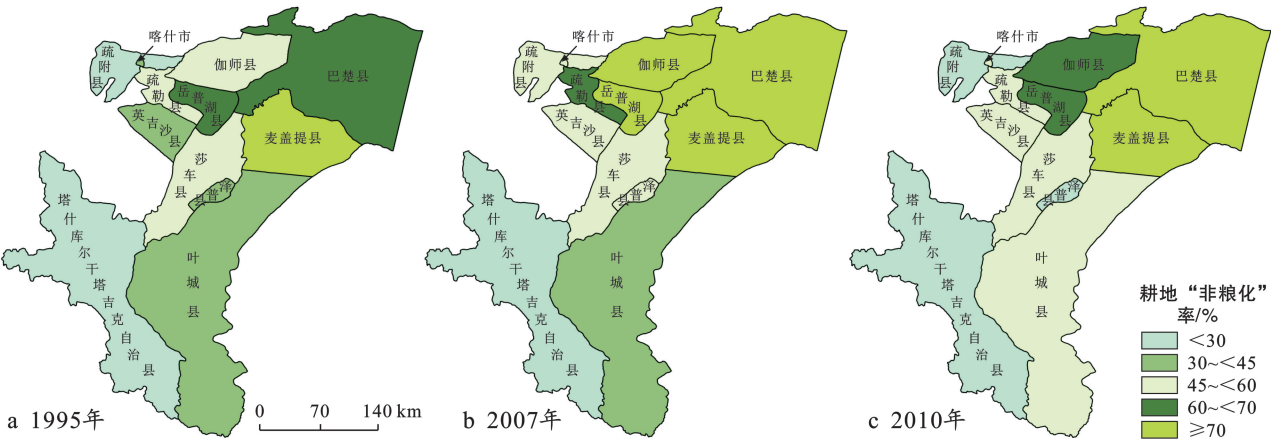 喀什市
疏附县
疏勒县
伽师县
巴楚县
岳普湖县
英吉沙县
麦盖提县
莎车县
泽普县
塔什库尔干塔吉克自治县
叶城县
a 1995年
0 70 140 km
喀什市
疏附县
疏勒县
伽师县
巴楚县
岳普湖县
英吉沙县
麦盖提县
莎车县
泽普县
塔什库尔干塔吉克自治县
叶城县
b 2007年
喀什市
疏附县
疏勒县
伽师县
巴楚县
岳普湖县
英吉沙县
麦盖提县
莎车县
泽普县
塔什库尔干塔吉克自治县
叶城县
c 2010年
耕地“非粮化”
率/%
<30
30~<45
45~<60
60~<70
≥70